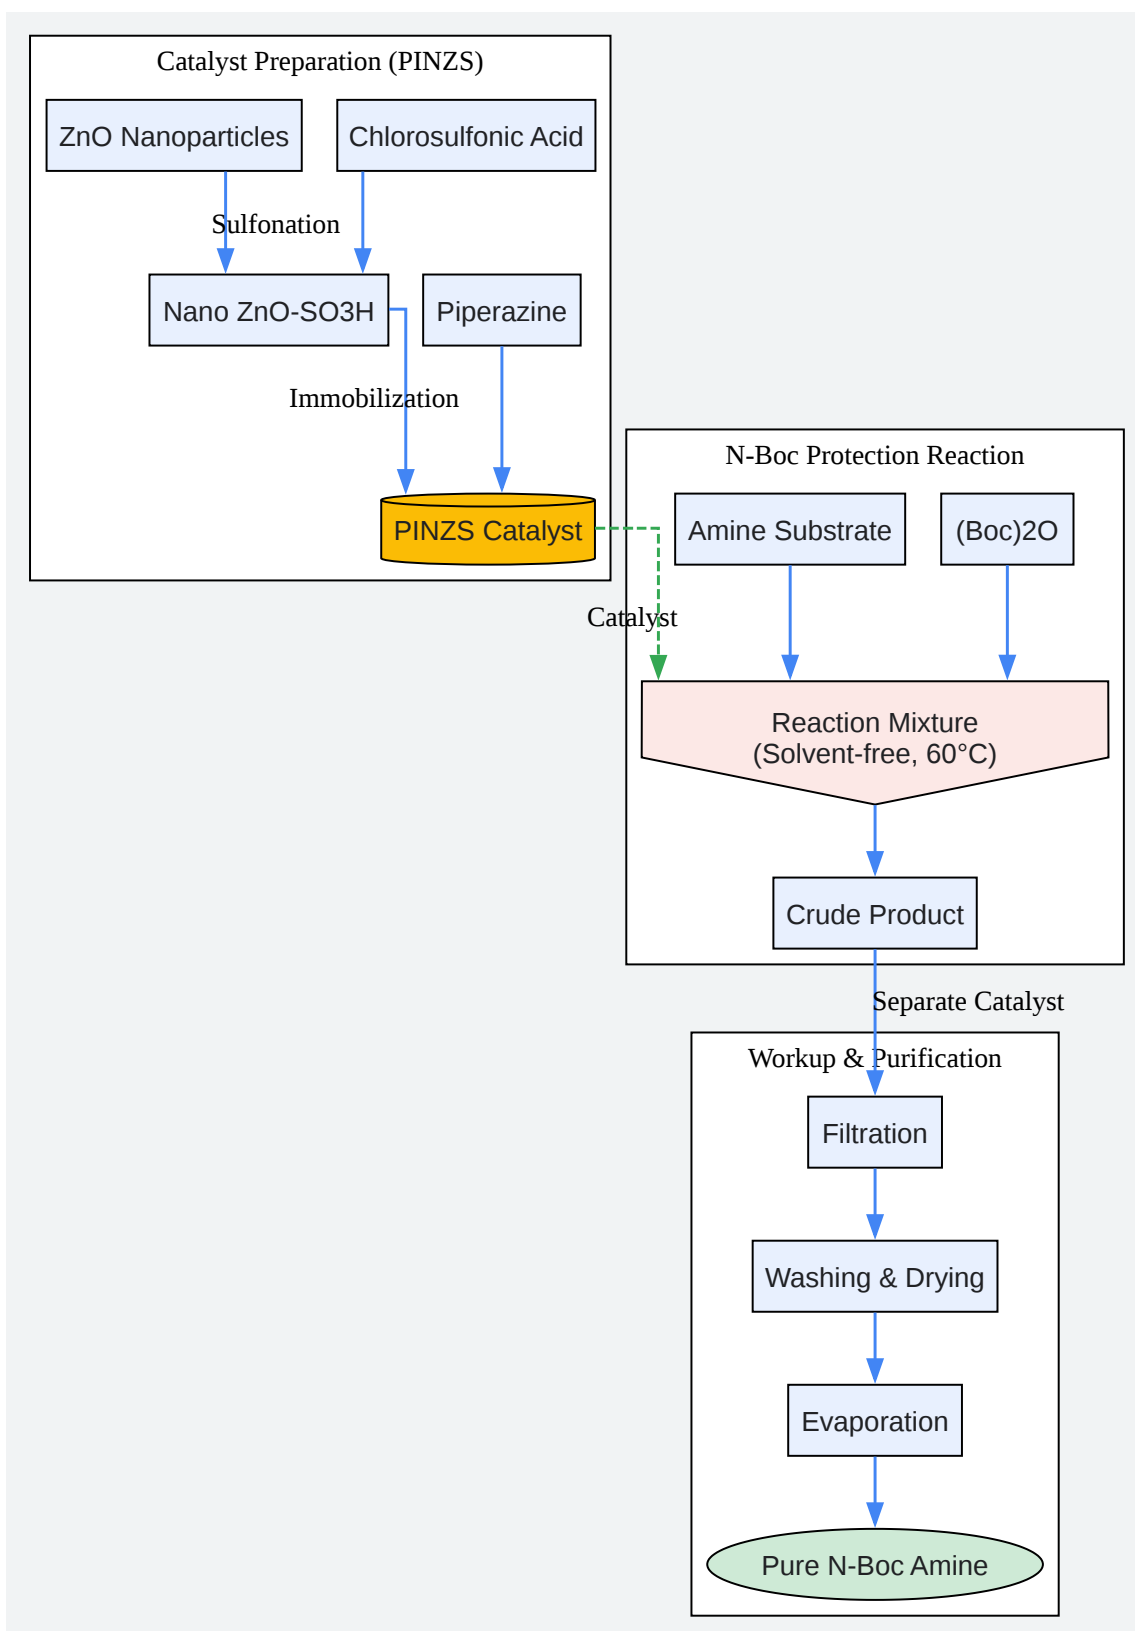 Catalyst Preparation (PINZS)
ZnO Nanoparticles
Chlorosulfonic Acid
Sulfonation
Nano ZnO-SO3H
Piperazine
Immobilization
PINZS Catalyst
N-Boc Protection Reaction
Amine Substrate
(Boc)2O
Catalyst
Reaction Mixture
(Solvent-free, 60°C)
Crude Product
Separate Catalyst
Workup & Purification
Filtration
Washing & Drying
Evaporation
Pure N-Boc Amine